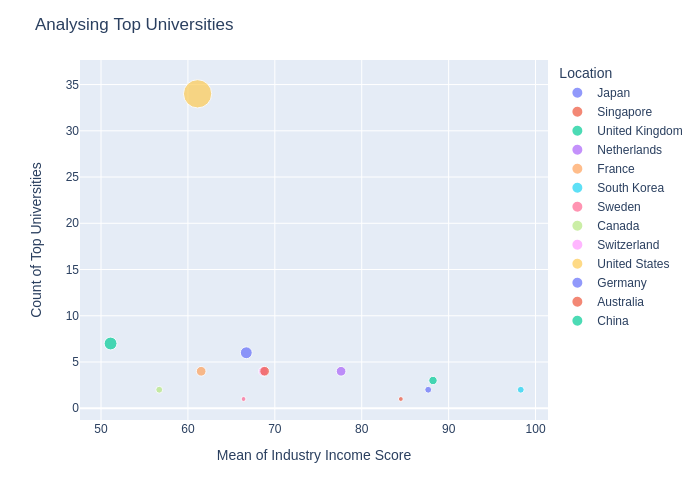 Analysing Top Universities
Location
Japan
Singapore
United Kingdom
Netherlands
France
South Korea
Sweden
Canada
Switzerland
United States
Germany
Australia
China
Count of Top Universities
35
30
25
20
15
10
5
0
50 60 70 80 90 100
Mean of Industry Income Score